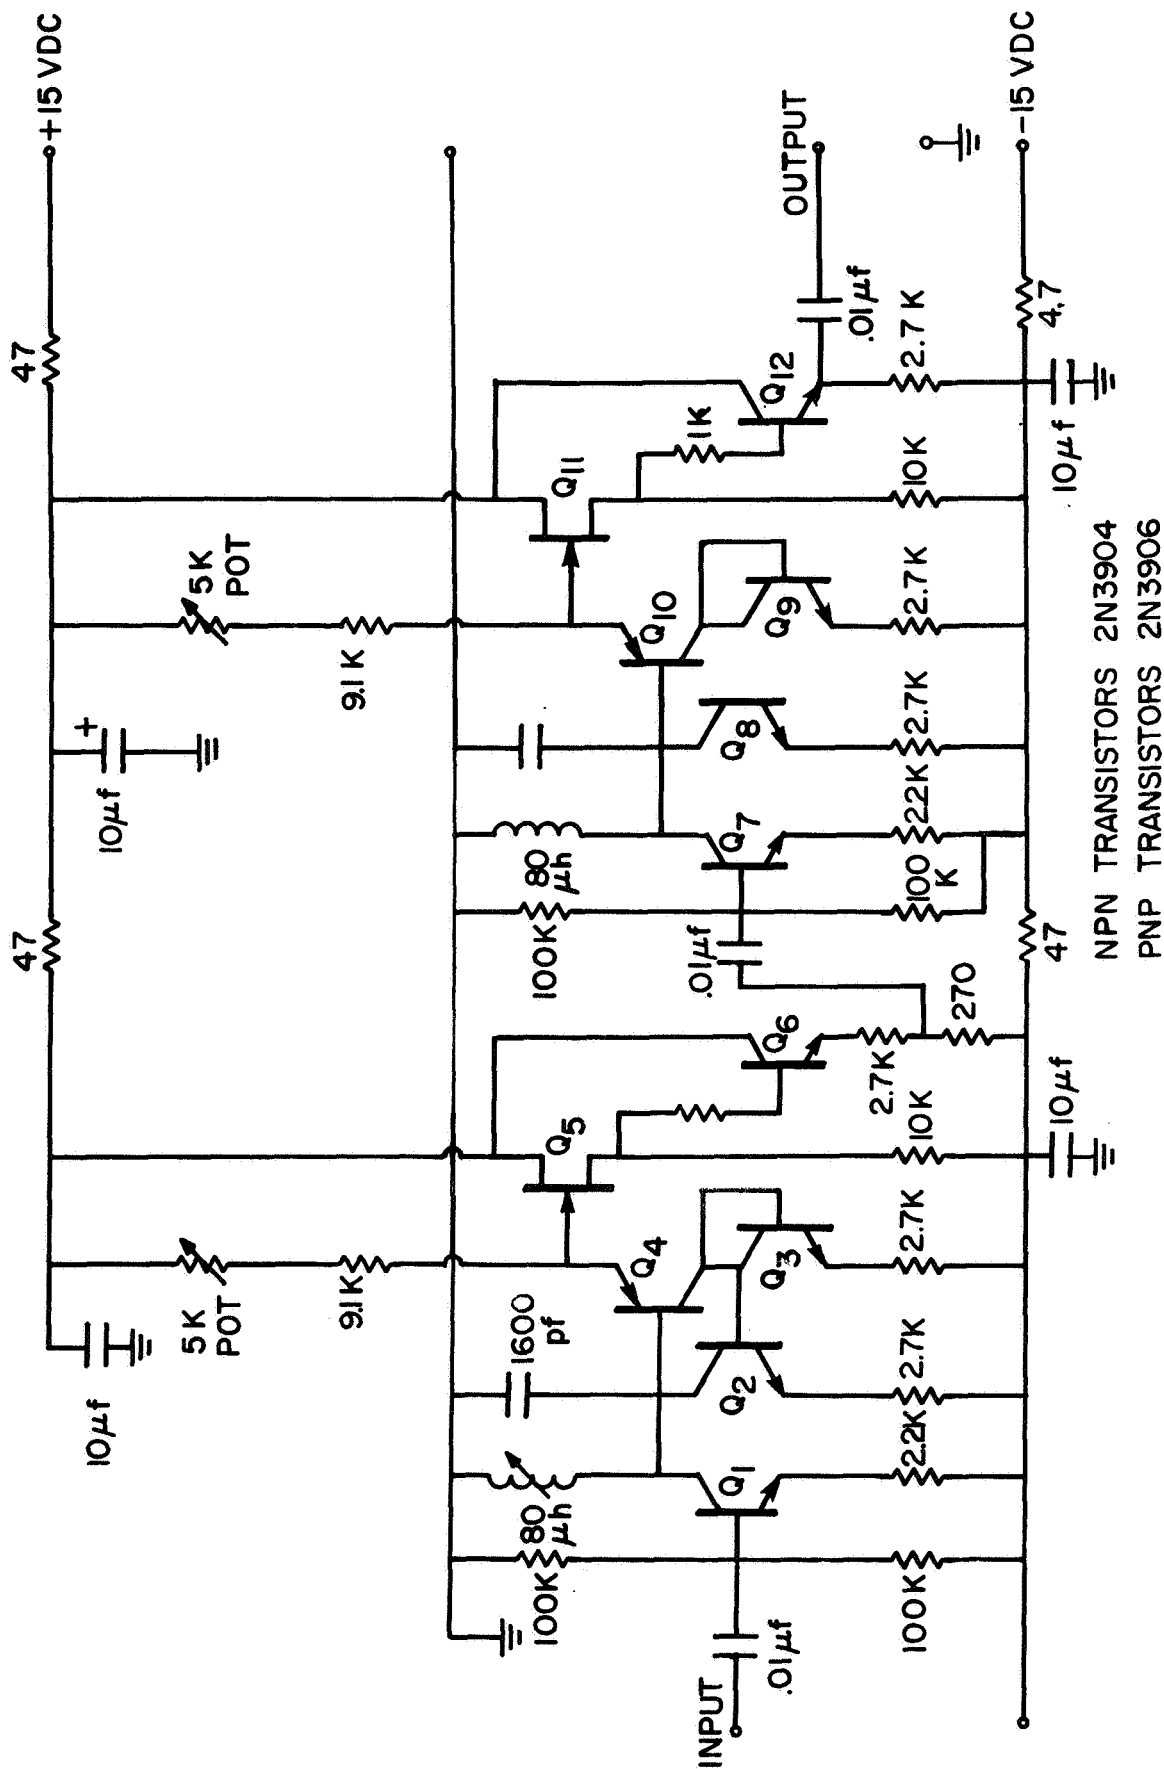 47
47
+15 VDC
10µf
10µf
+
5K
POT
5K
POT
9.1K
9.1K
100K
80
µh
1600
pf
100K
80
µh
Q4
Q5
Q10
Q11
INPUT
.01µf
Q1
Q2
Q3
Q6
.01µf
Q7
Q8
Q9
1K
Q12
OUTPUT
.01µf
100K
2.2K
2.7K
2.7K
10K
2.7K
270
100
K
22K
2.7K
2.7K
10K
2.7K
10µf
47
10µf
4.7
-15 VDC
NPN TRANSISTORS 2N3904
PNP TRANSISTORS 2N3906